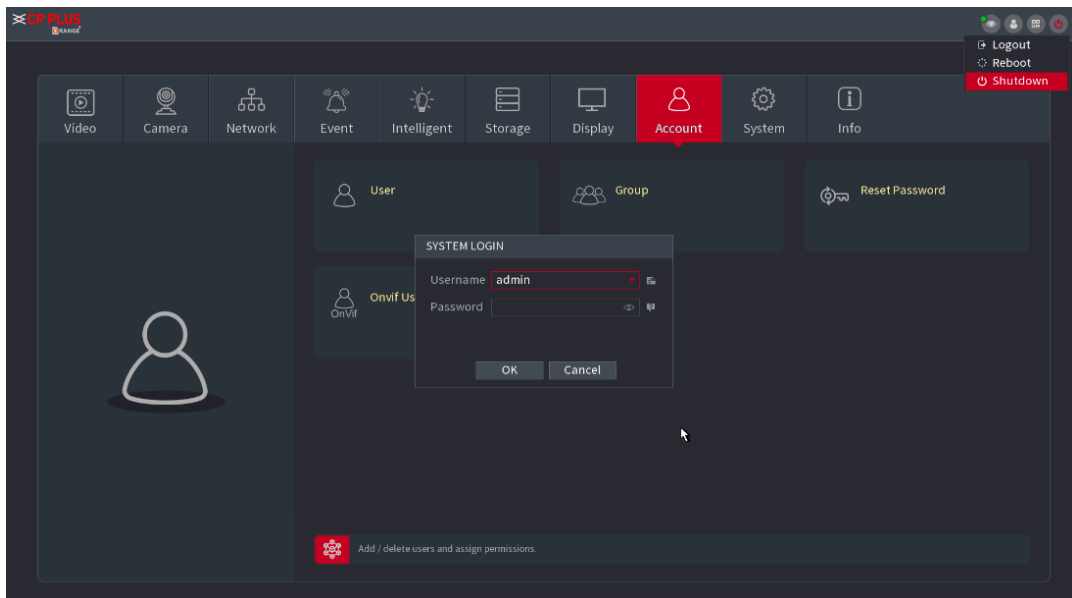 CP PLUS
ORANGE
Logout
Reboot
Shutdown
Video
Camera
Network
Event
Intelligent
Storage
Display
Account
System
Info
User
Group
Reset Password
SYSTEM LOGIN
Username admin
Onvif Us
OnVif
Password
OK Cancel
Add / delete users and assign permissions.